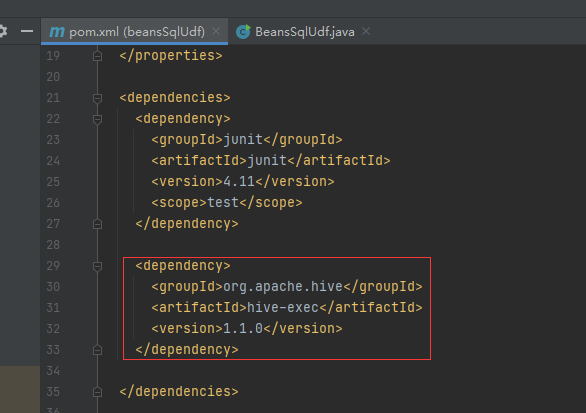 pom.xml (beansSqlUdf) × BeansSqlUdf.java ×
19 </properties>
20
21 <dependencies>
22 <dependency>
23 <groupId>junit</groupId>
24 <artifactId>junit</artifactId>
25 <version>4.11</version>
26 <scope>test</scope>
27 </dependency>
28
29 <dependency>
30 <groupId>org.apache.hive</groupId>
31 <artifactId>hive-exec</artifactId>
32 <version>1.1.0</version>
33 </dependency>
34
35 </dependencies>
36